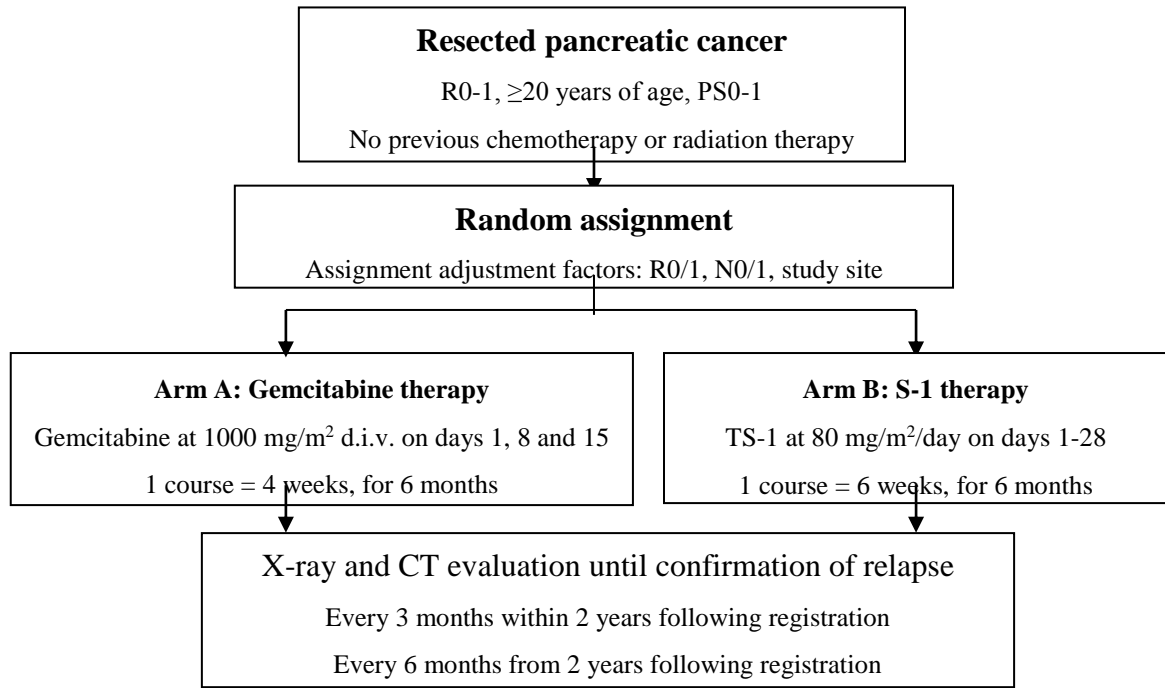 Resected pancreatic cancer
R0-1, ≥20 years of age, PS0-1
No previous chemotherapy or radiation therapy
Random assignment
Assignment adjustment factors: R0/1, N0/1, study site
Arm A: Gemcitabine therapy
Gemcitabine at 1000 mg/m² d.i.v. on days 1, 8 and 15
1 course = 4 weeks, for 6 months
Arm B: S-1 therapy
TS-1 at 80 mg/m²/day on days 1-28
1 course = 6 weeks, for 6 months
X-ray and CT evaluation until confirmation of relapse
Every 3 months within 2 years following registration
Every 6 months from 2 years following registration